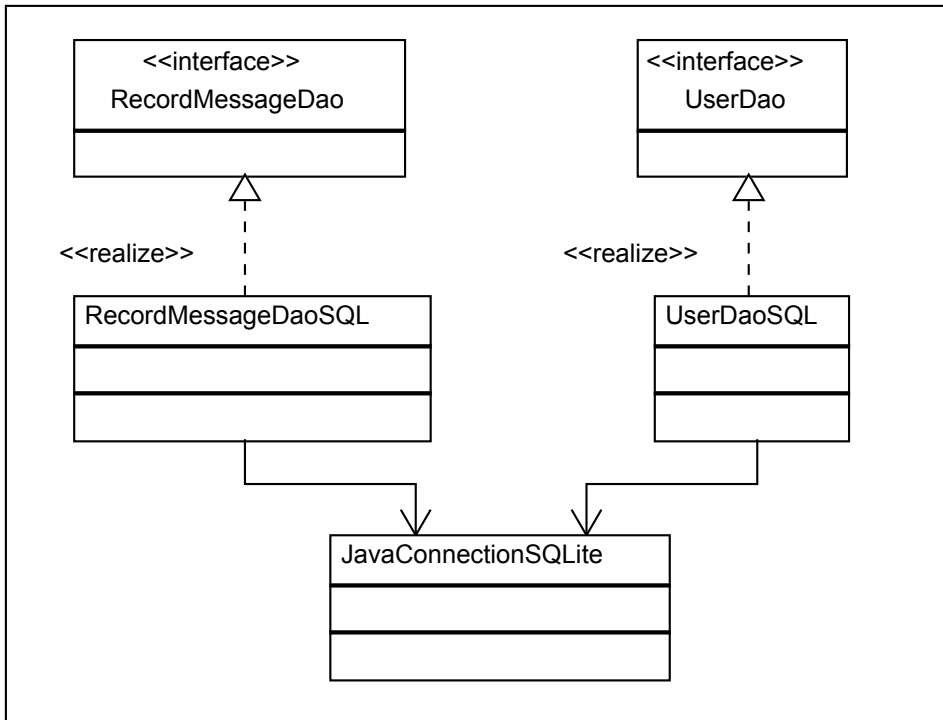 <<interface>>
RecordMessageDao
<<interface>>
UserDao
<<realize>>
<<realize>>
RecordMessageDaoSQL
UserDaoSQL
JavaConnectionSQLite